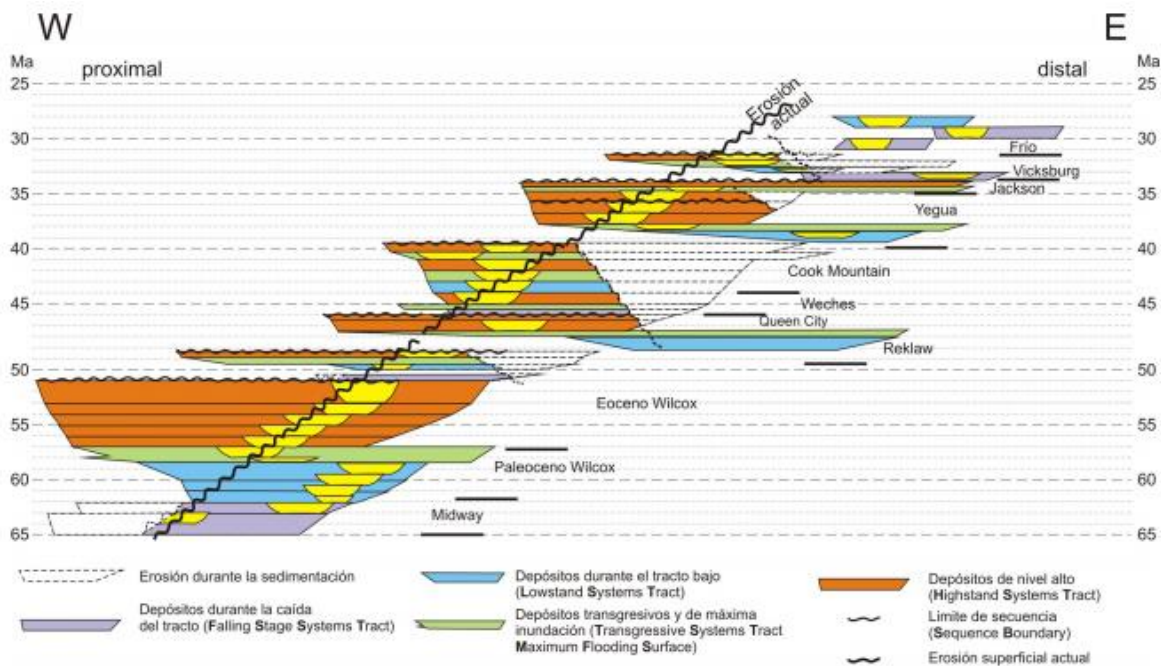 W
E
Ma
proximal
distal
Ma
25
25
Erosión
actual
30
30
Frío
Vicksburg
Jackson
35
35
Yegua
40
40
Cook Mountain
45
45
Weches
Queen City
Reklaw
50
50
Eoceno Wilcox
55
55
Paleoceno Wilcox
60
60
Midway
65
65
Erosión durante la sedimentación
Depósitos durante la caída
del tracto (Falling Stage Systems Tract)
Depósitos durante el tracto bajo
(Lowstand Systems Tract)
Depósitos transgresivos y de máxima
inundación (Transgressive Systems Tract
Maximum Flooding Surface)
Depósitos de nivel alto
(Highstand Systems Tract)
Limite de secuencia
(Sequence Boundary)
Erosión superficial actual